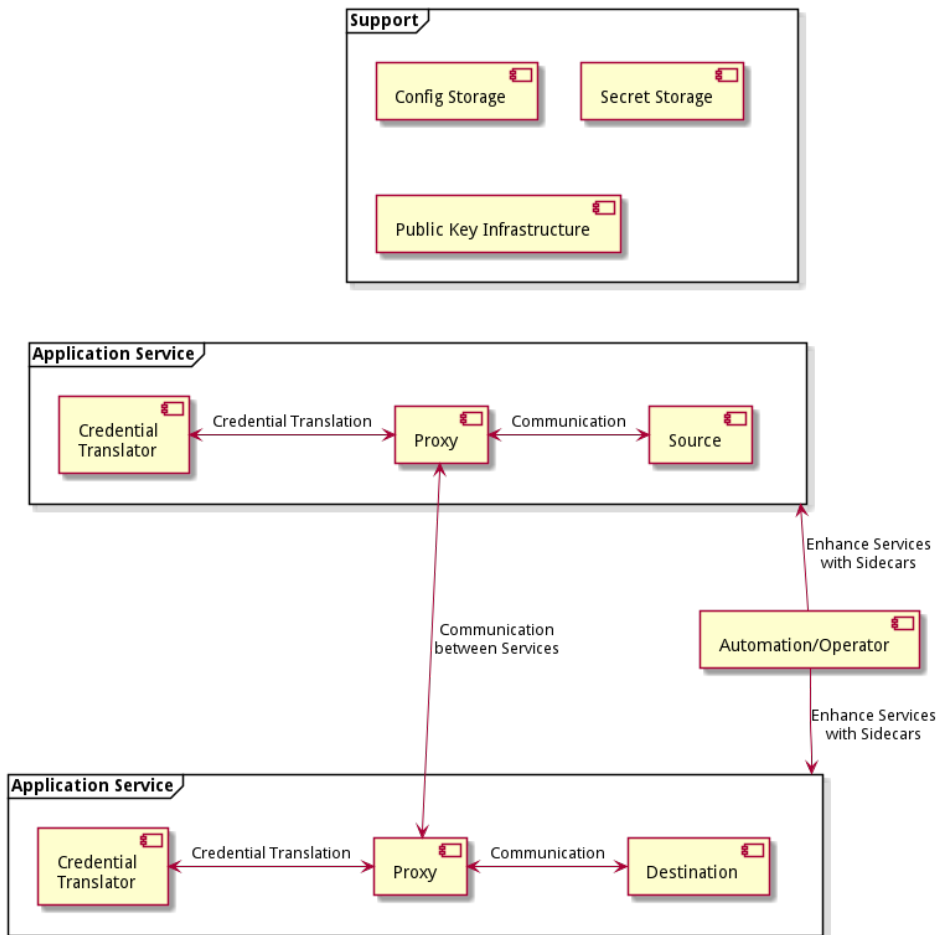 Support
Config Storage
Secret Storage
Public Key Infrastructure
Application Service
Credential
Translator
Credential Translation
Proxy
Communication
Source
Enhance Services
with Sidecars
Communication
between Services
Automation/Operator
Enhance Services
with Sidecars
Application Service
Credential
Translator
Credential Translation
Proxy
Communication
Destination